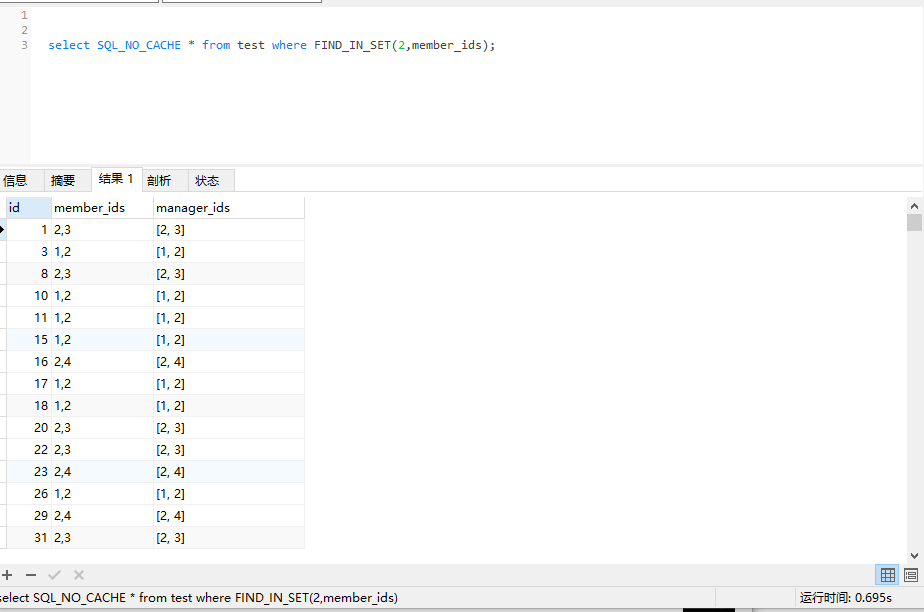 1
2
3 select SQL_NO_CACHE * from test where FIND_IN_SET(2,member_ids);
信息 摘要 结果 1 剖析 状态
id member_ids manager_ids
1 2,3 [2, 3]
3 1,2 [1, 2]
8 2,3 [2, 3]
10 1,2 [1, 2]
11 1,2 [1, 2]
15 1,2 [1, 2]
16 2,4 [2, 4]
17 1,2 [1, 2]
18 1,2 [1, 2]
20 2,3 [2, 3]
22 2,3 [2, 3]
23 2,4 [2, 4]
26 1,2 [1, 2]
29 2,4 [2, 4]
31 2,3 [2, 3]
select SQL_NO_CACHE * from test where FIND_IN_SET(2,member_ids) 运行时间: 0.695s